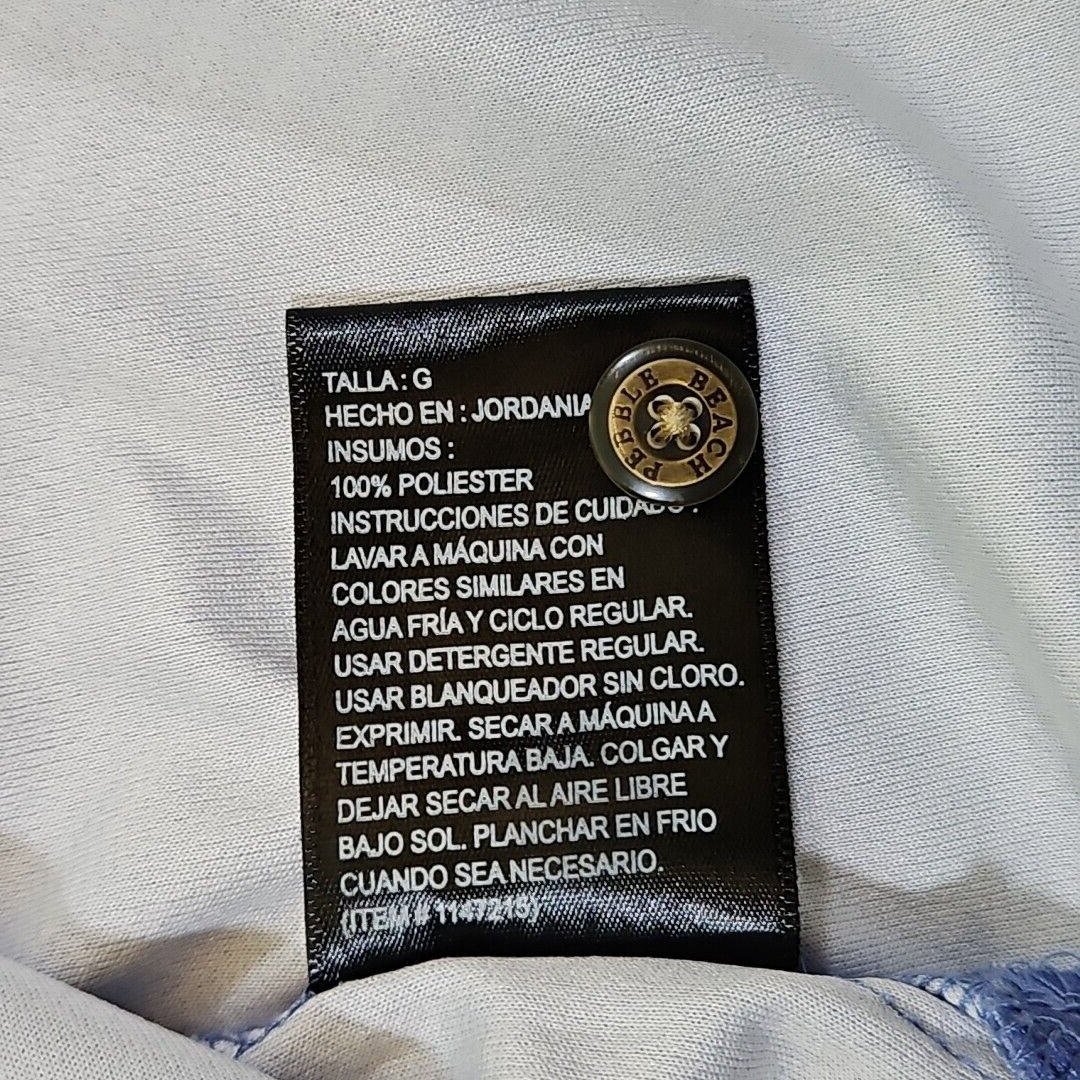 TALLA : G
HECHO EN : JORDANIA
INSUMOS :
100% POLIESTER
INSTRUCCIONES DE CUIDADO :
LAVAR A MÁQUINA CON
COLORES SIMILARES EN
AGUA FRÍA Y CICLO REGULAR.
USAR DETERGENTE REGULAR.
USAR BLANQUEADOR SIN CLORO.
EXPRIMIR. SECAR A MÁQUINA A
TEMPERATURA BAJA. COLGAR Y
DEJAR SECAR AL AIRE LIBRE
BAJO SOL. PLANCHAR EN FRIO
CUANDO SEA NECESARIO.
(ITEM # 1147215)
PEBBLE BEACH